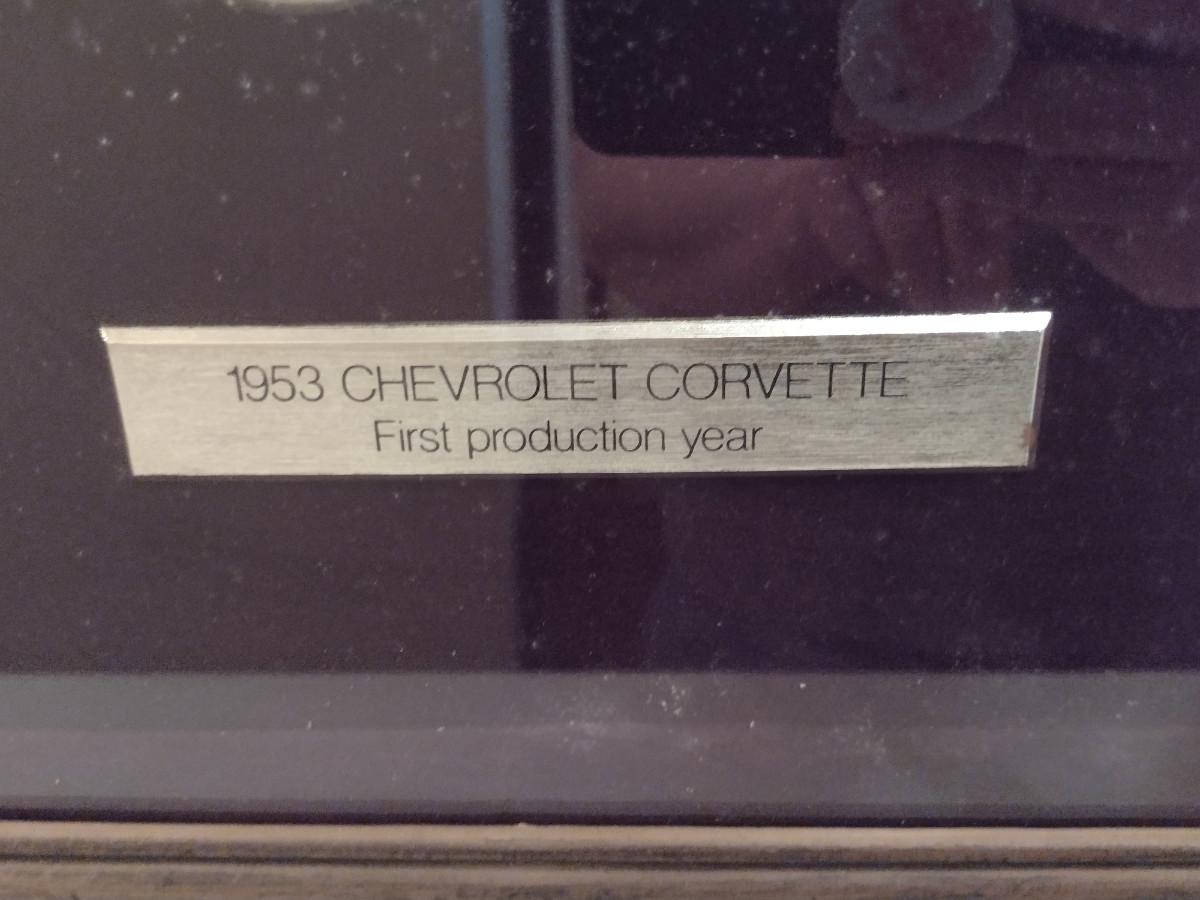 1953 CHEVROLET CORVETTE
First production year